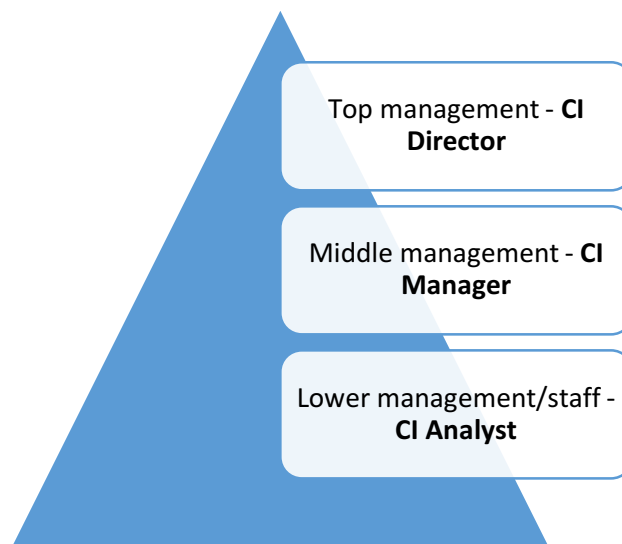 Top management - CI
Director
Middle management - CI
Manager
Lower management/staff -
CI Analyst